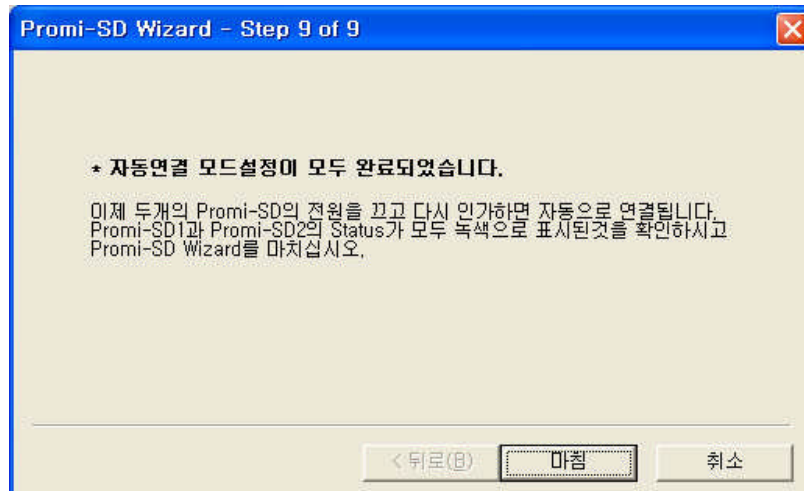 Promi-SD Wizard - Step 9 of 9
* 자동연결 모드설정이 모두 완료되었습니다.
이제 두개의 Promi-SD의 전원을 끄고 다시 인가하면 자동으로 연결됩니다.
Promi-SD1과 Promi-SD2의 Status가 모두 녹색으로 표시된것을 확인하시고
Promi-SD Wizard를 마치십시오.
< 뒤로(B)
마침
취소